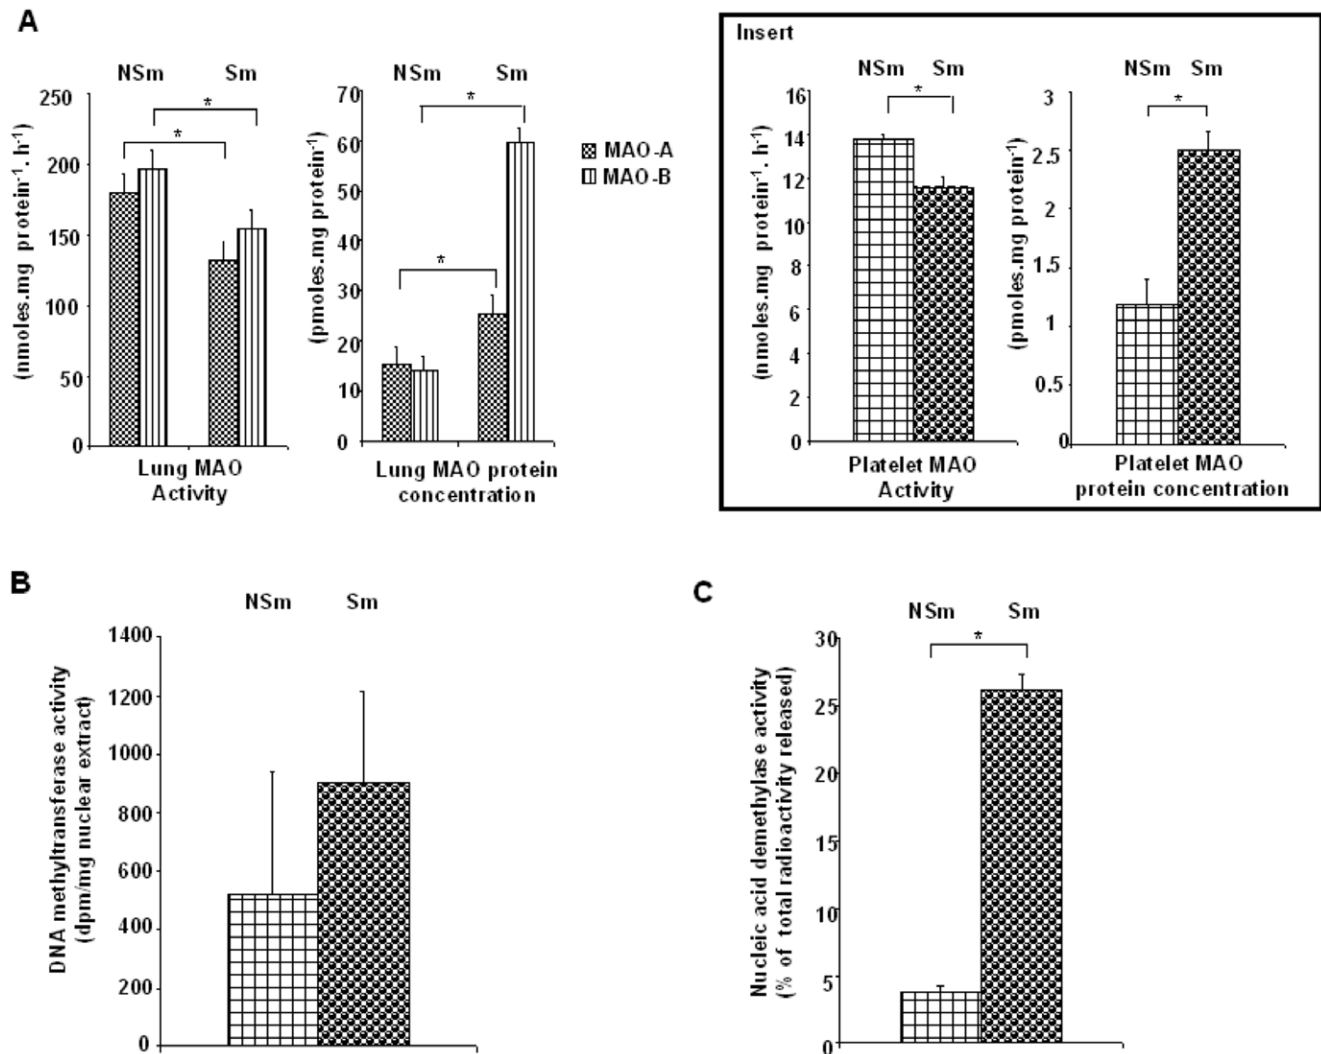 A
NSm Sm
250
200
150
100
50
0
(nmoles.mg protein-1. h-1)
*
*
Lung MAO
Activity
NSm Sm
70
60
50
40
30
20
10
0
(pmoles.mg protein-1)
*
*
Lung MAO protein
concentration
MAO-A
MAO-B
Insert
NSm Sm
16
14
12
10
8
6
4
2
0
(nmoles.mg protein-1. h-1)
*
Platelet MAO
Activity
NSm Sm
3
2.5
2
1.5
1
0.5
0
(pmoles.mg protein-1)
*
Platelet MAO
protein concentration
B
NSm Sm
1400
1200
1000
800
600
400
200
0
DNA methyltransferase activity
(dpm/mg nuclear extract)
C
NSm Sm
30
25
20
15
10
5
0
Nucleic acid demethylase activity
(% of total radioactivity released)
*